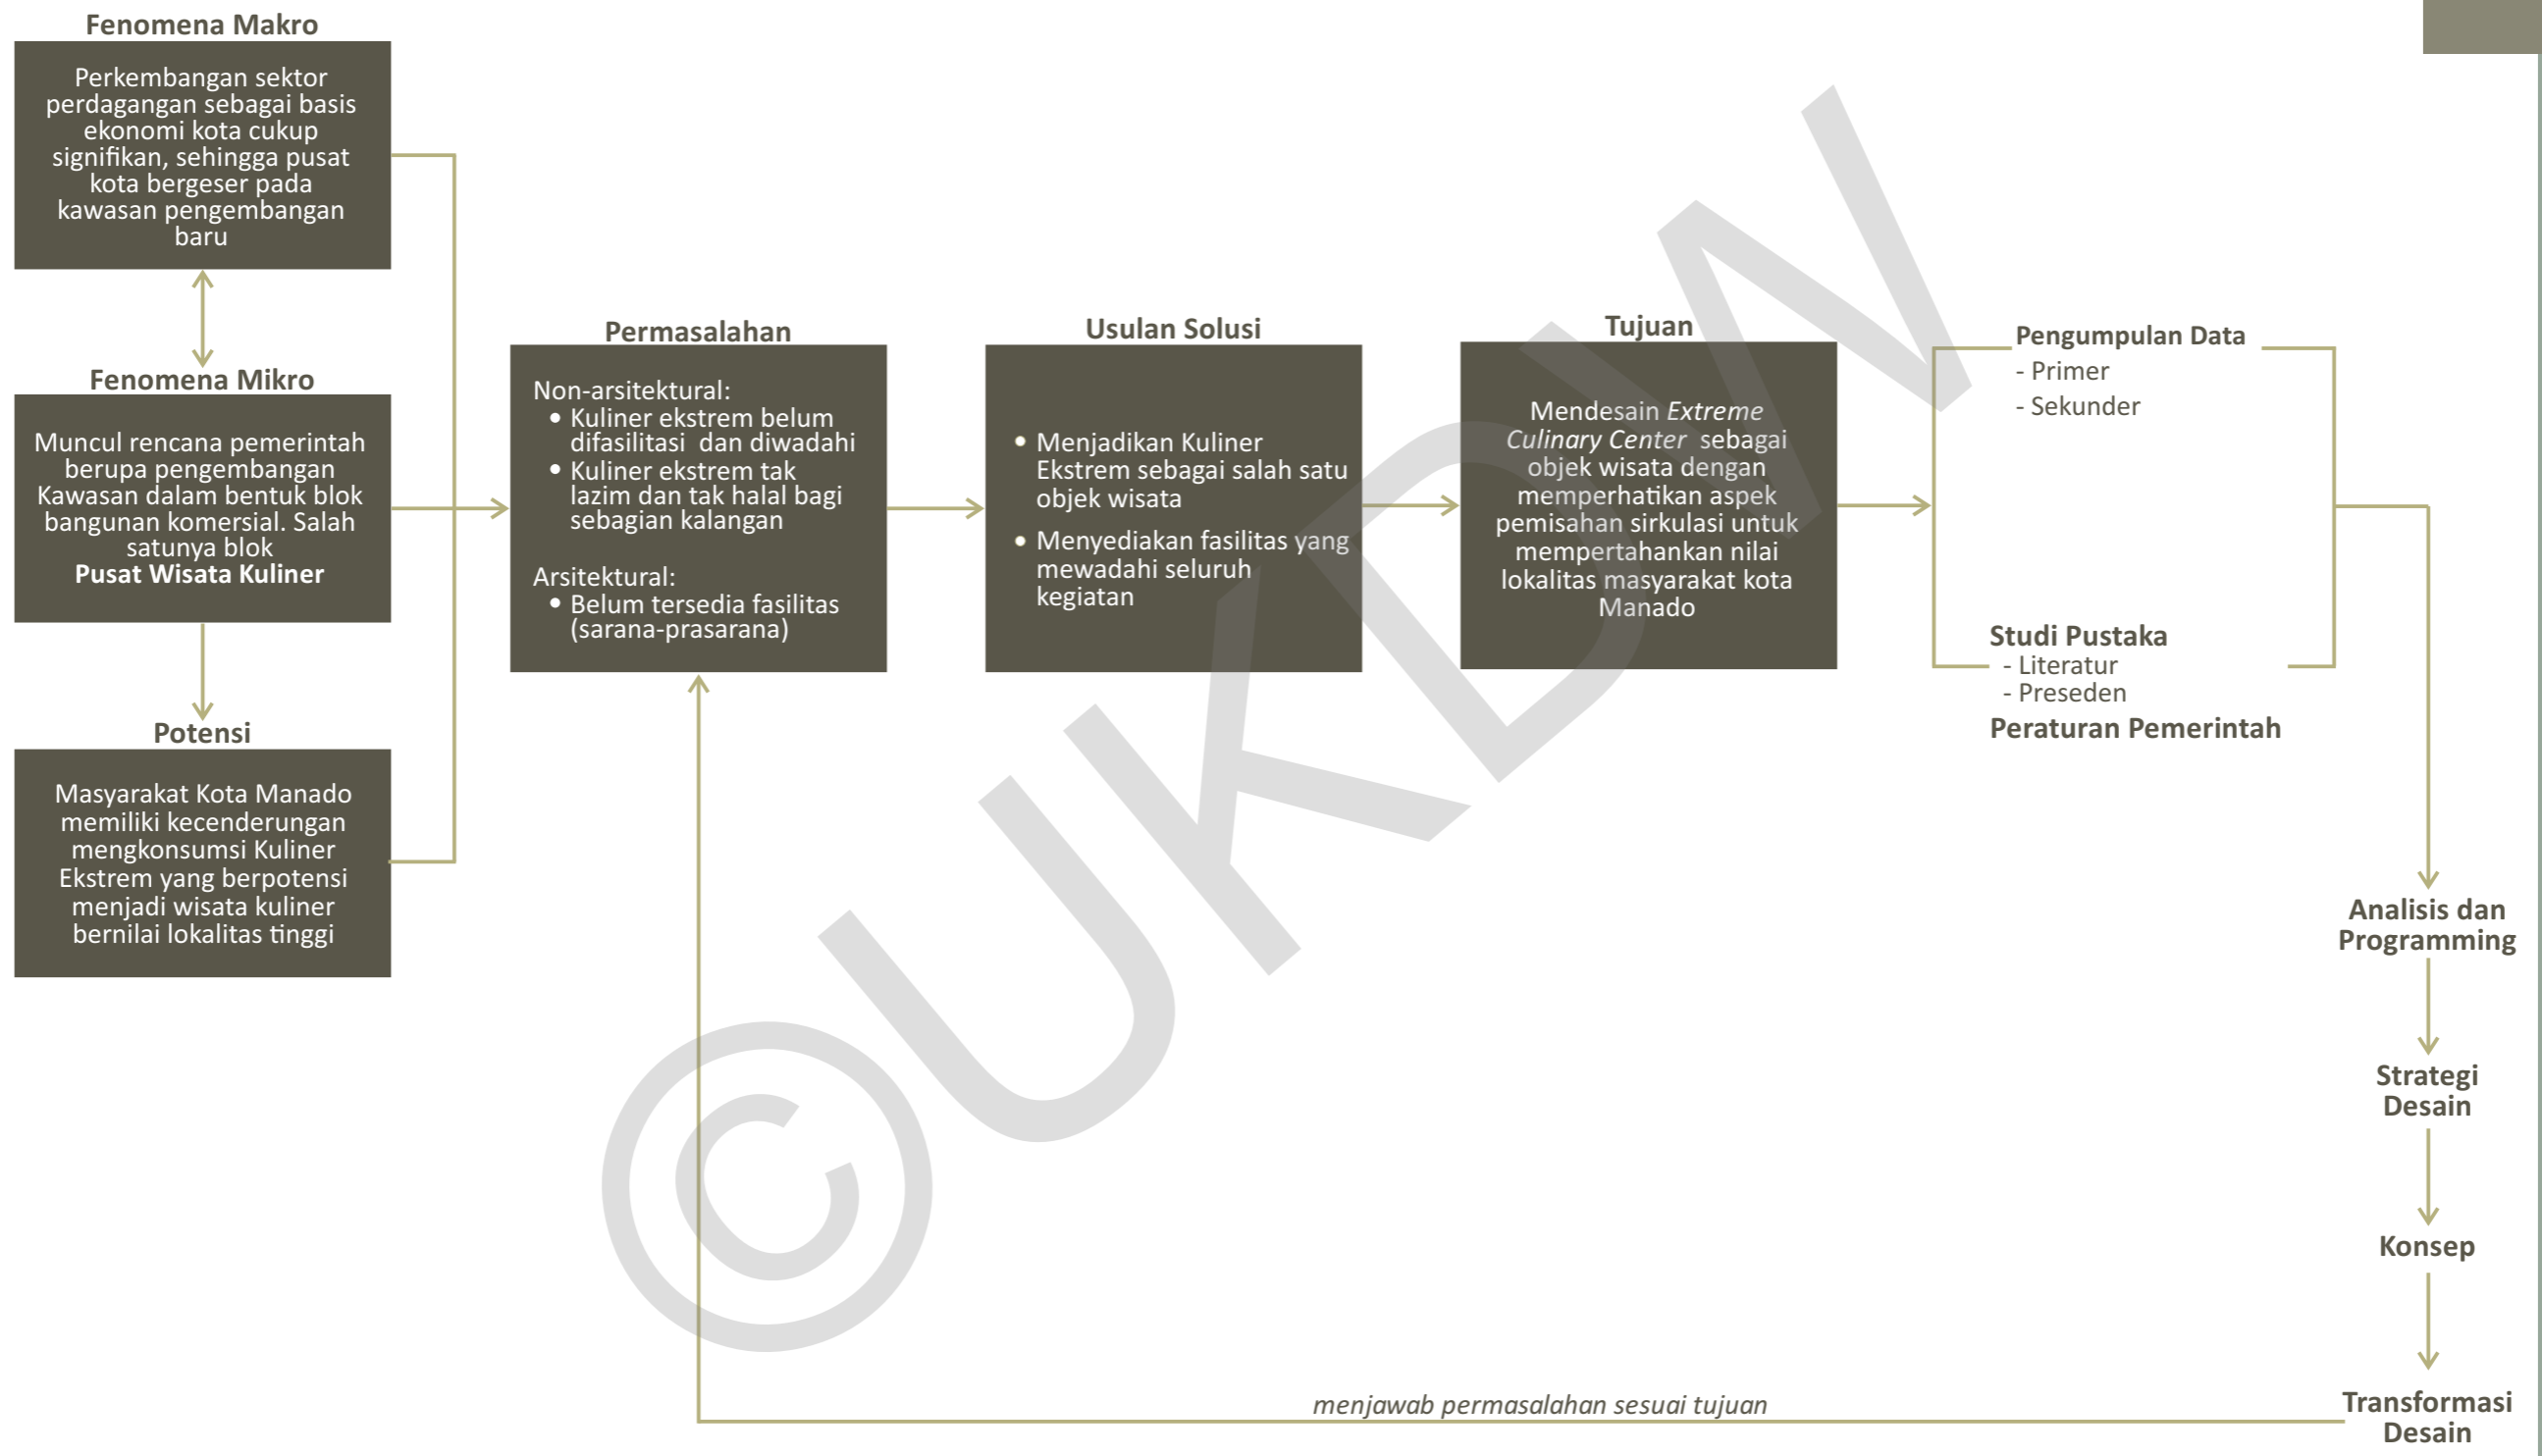 Fenomena Makro
Perkembangan sektor
perdagangan sebagai basis
ekonomi kota cukup
signifikan, sehingga pusat
kota bergeser pada
kawasan pengembangan
baru
Fenomena Mikro
Muncul rencana pemerintah
berupa pengembangan
Kawasan dalam bentuk blok
bangunan komersial. Salah
satunya blok
Pusat Wisata Kuliner
Potensi
Masyarakat Kota Manado
memiliki kecenderungan
mengkonsumsi Kuliner
Ekstrem yang berpotensi
menjadi wisata kuliner
bernilai lokalitas tinggi
Permasalahan
Non-arsitektural:
• Kuliner ekstrem belum
difasilitasi dan diwadahi
• Kuliner ekstrem tak
lazim dan tak halal bagi
sebagian kalangan
Arsitektural:
• Belum tersedia fasilitas
(sarana-prasarana)
Usulan Solusi
• Menjadikan Kuliner
Ekstrem sebagai salah satu
objek wisata
• Menyediakan fasilitas yang
mewadahi seluruh
kegiatan
Tujuan
Mendesain Extreme
Culinary Center sebagai
objek wisata dengan
memperhatikan aspek
pemisahan sirkulasi untuk
mempertahankan nilai
lokalitas masyarakat kota
Manado
Pengumpulan Data
- Primer
- Sekunder
Studi Pustaka
- Literatur
- Preseden
Peraturan Pemerintah
Analisis dan
Programming
Strategi
Desain
Konsep
Transformasi
Desain
menjawab permasalahan sesuai tujuan
©UKDW